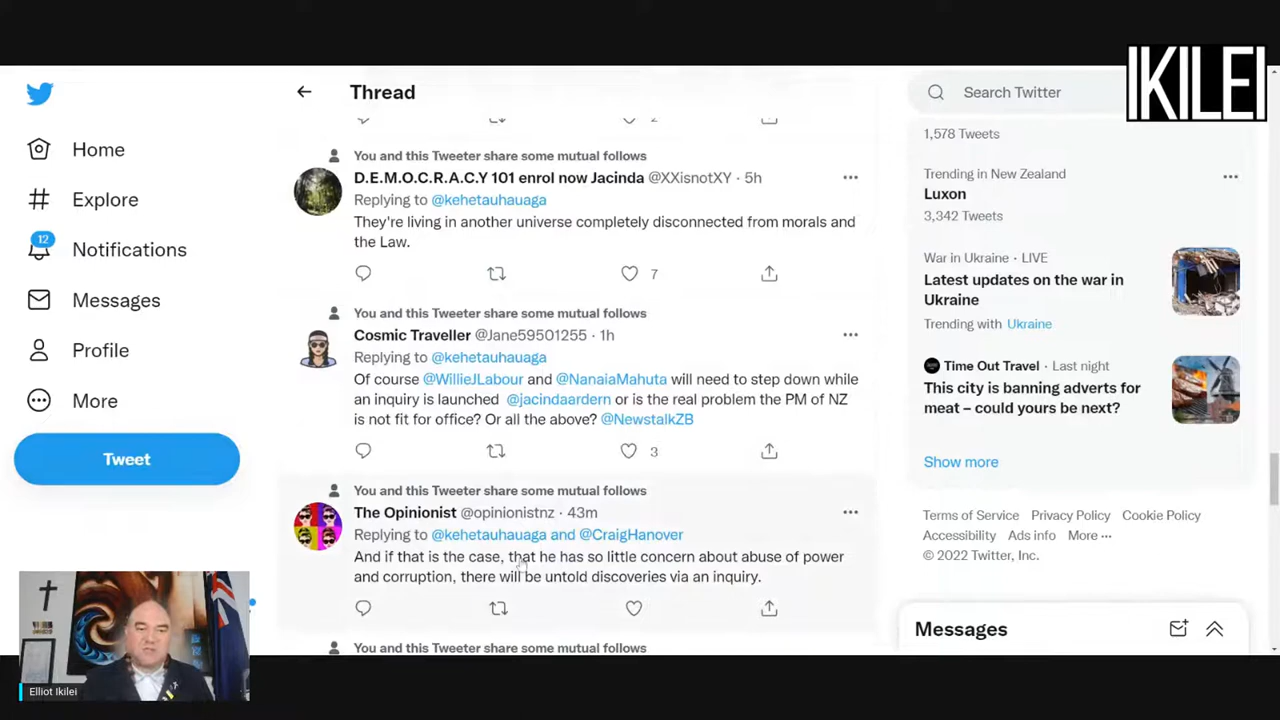 IKILEI
Thread
Search Twitter
1,578 Tweets
Home
Explore
12
Notifications
Messages
Profile
More
Tweet
You and this Tweeter share some mutual follows
D.E.M.O.C.R.A.C.Y 101 enrol now Jacinda @XXisnotXY · 5h
Replying to @kehetauhauaga
They're living in another universe completely disconnected from morals and
the Law.
7
You and this Tweeter share some mutual follows
Cosmic Traveller @Jane59501255 · 1h
Replying to @kehetauhauaga
Of course @WillieJLabour and @NanaiaMahuta will need to step down while
an inquiry is launched @jacindaardern or is the real problem the PM of NZ
is not fit for office? Or all the above? @NewstalkZB
3
You and this Tweeter share some mutual follows
The Opinionist @opinionistnz · 43m
Replying to @kehetauhauaga and @CraigHanover
And if that is the case, that he has so little concern about abuse of power
and corruption, there will be untold discoveries via an inquiry.
You and this Tweeter share some mutual follows
Trending in New Zealand
Luxon
3,342 Tweets
War in Ukraine · LIVE
Latest updates on the war in
Ukraine
Trending with Ukraine
Time Out Travel · Last night
This city is banning adverts for
meat – could yours be next?
Show more
Terms of Service Privacy Policy Cookie Policy
Accessibility Ads info More ···
© 2022 Twitter, Inc.
Messages
Elliot Ikilei